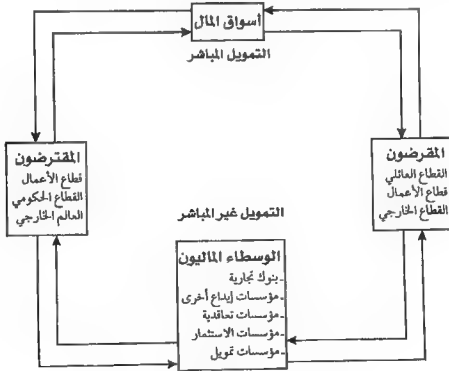 أسواق المال
التمويل المباشر
المقرضون
القطاع العائلي
قطاع الأعمال
القطاع الخارجي
المقترضون
قطاع الأعمال
القطاع الحكومي
العالم الخارجي
التمويل غير المباشر
الوسطاء الماليون
ـ بنوك تجارية
ـ مؤسسات إيداع أخرى
ـ مؤسسات تعاقدية
ـ مؤسسات الاستثمار
ـ مؤسسات تمويل